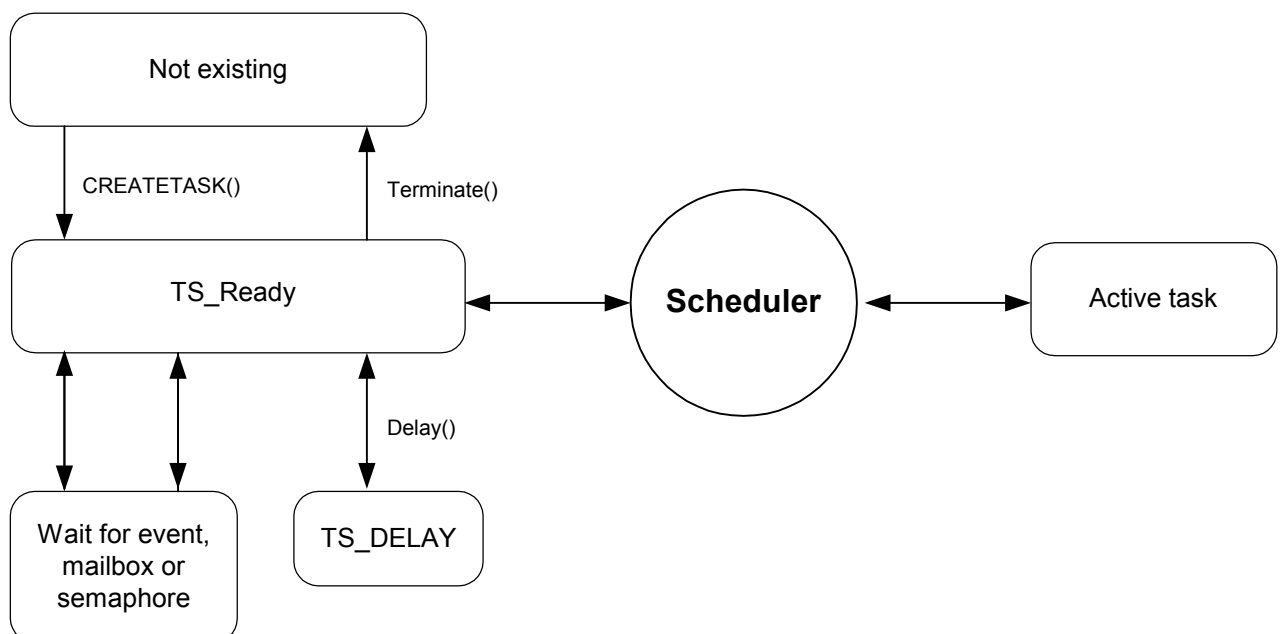 Not existing
CREATETASK()
Terminate()
TS_Ready
Scheduler
Active task
Delay()
Wait for event,
mailbox or
semaphore
TS_DELAY